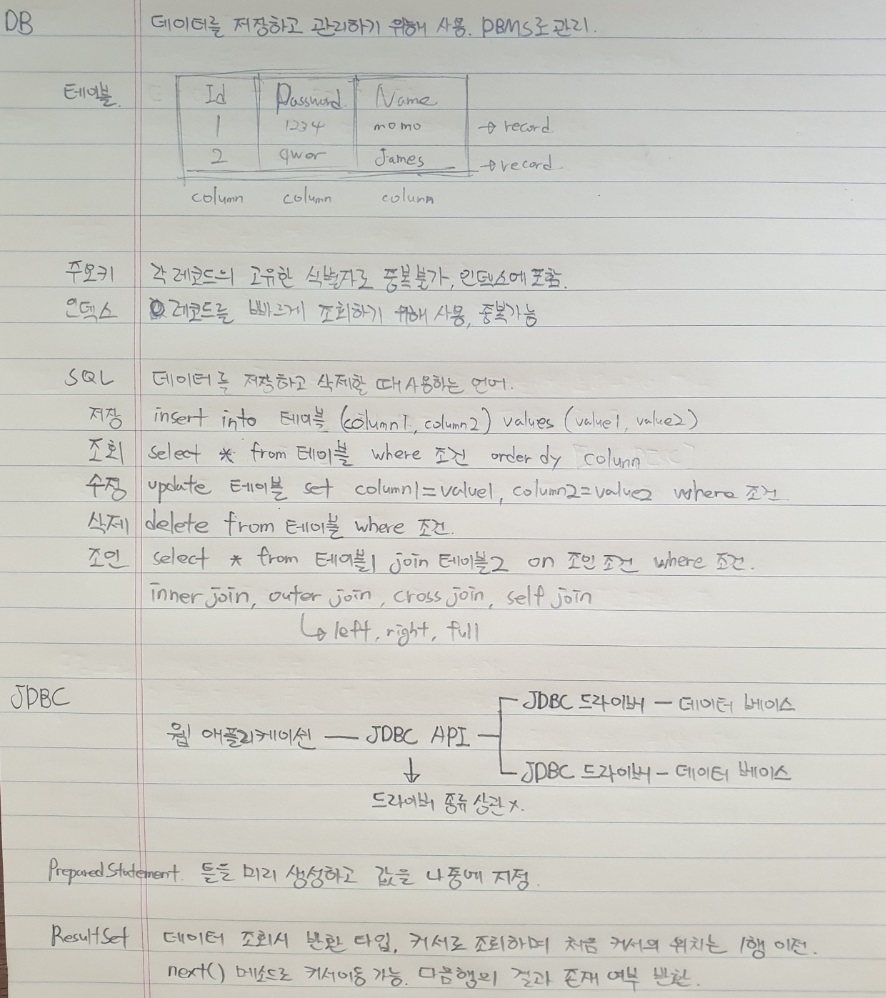 DB 데이터를 저장하고 관리하기 위해 사용. DBMS로 관리.
테이블 Id Password Name
1 1234 momo → record
2 qwer James → record
column column column
주요키 각 레코드의 고유한 식별자로 중복불가, 인덱스에 포함.
인덱스 레코드를 빠르게 조회하기 위해 사용, 중복가능
SQL 데이터를 저장하고 삭제할 때 사용하는 언어.
저장 insert into 테이블 (column1, column2) values (value1, value2)
조회 select * from 테이블 where 조건 order dy column
수정 update 테이블 set column1=value1, column2=value2 where 조건.
삭제 delete from 테이블 where 조건.
조인 select * from 테이블1 join 테이블2 on 조인조건 where 조건.
inner join, outer join, cross join, self join
↳ left, right, full
JDBC
JDBC 드라이버 – 데이터 베이스
웹 애플리케이션 — JDBC API
JDBC 드라이버 – 데이터 베이스
↓
드라이버 종류 상관 x.
PreparedStatement 틀을 미리 생성하고 값을 나중에 지정.
ResultSet 데이터 조회시 반환 타입, 커서로 조회하며 처음 커서의 위치는 1행 이전.
next() 메소드로 커서이동 가능. 다음행의 결과 존재 여부 반환.